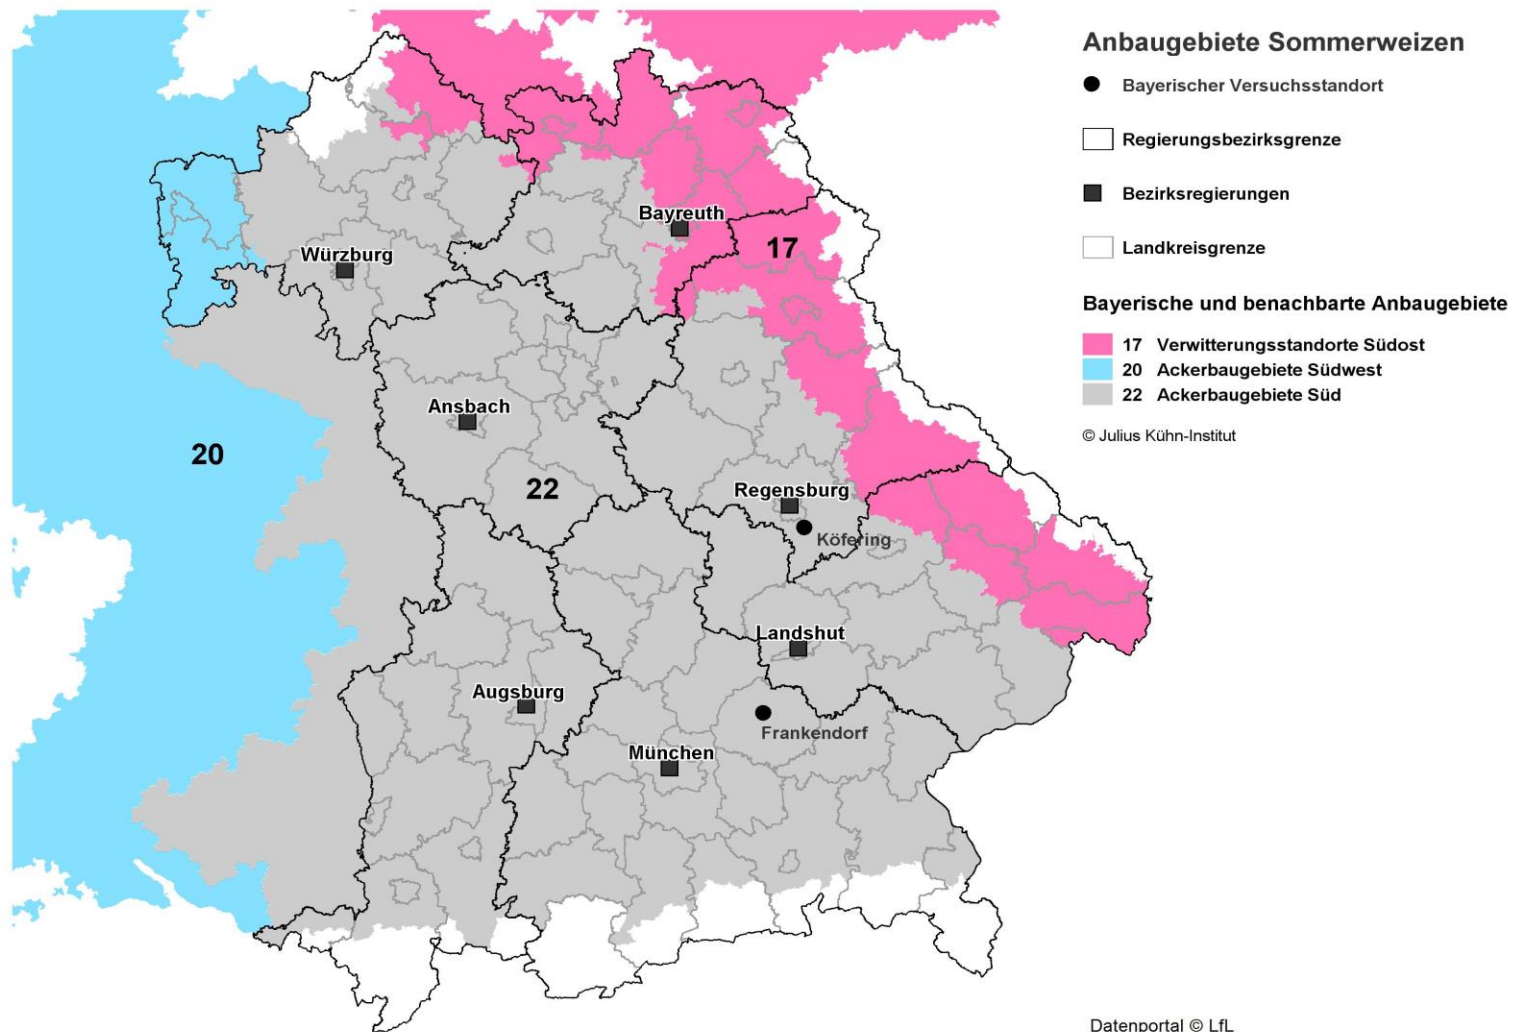 Anbaugebiete Sommerweizen
Bayerischer Versuchsstandort
Regierungsbezirksgrenze
Bezirksregierungen
Landkreisgrenze
Bayerische und benachbarte Anbaugebiete
17 Verwitterungsstandorte Südost
20 Ackerbaugebiete Südwest
22 Ackerbaugebiete Süd
© Julius Kühn-Institut
Bayreuth
17
Würzburg
Ansbach
20
22
Regensburg
Köfering
Landshut
Augsburg
Frankendorf
München
Datenportal © LfL